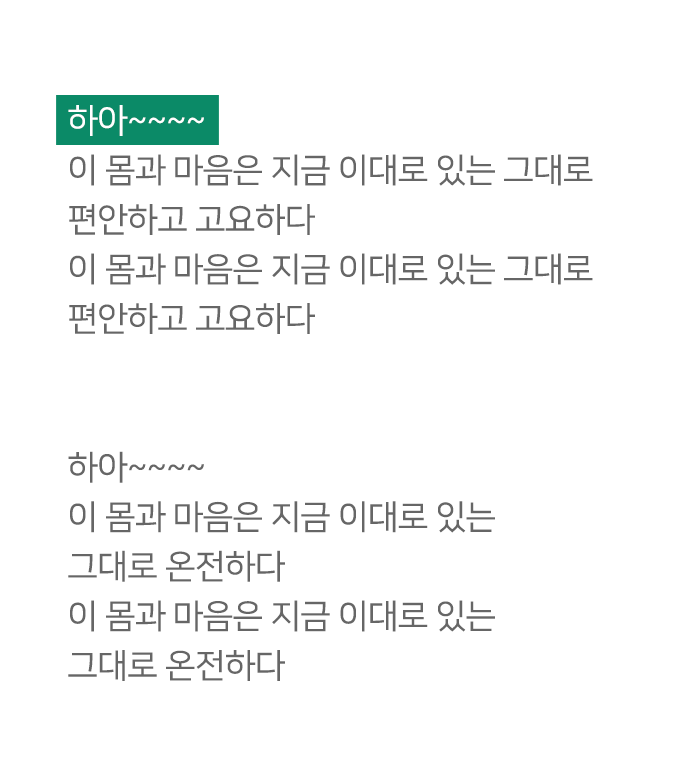 하아~~~~
이 몸과 마음은 지금 이대로 있는 그대로
편안하고 고요하다
이 몸과 마음은 지금 이대로 있는 그대로
편안하고 고요하다
하아~~~~
이 몸과 마음은 지금 이대로 있는
그대로 온전하다
이 몸과 마음은 지금 이대로 있는
그대로 온전하다